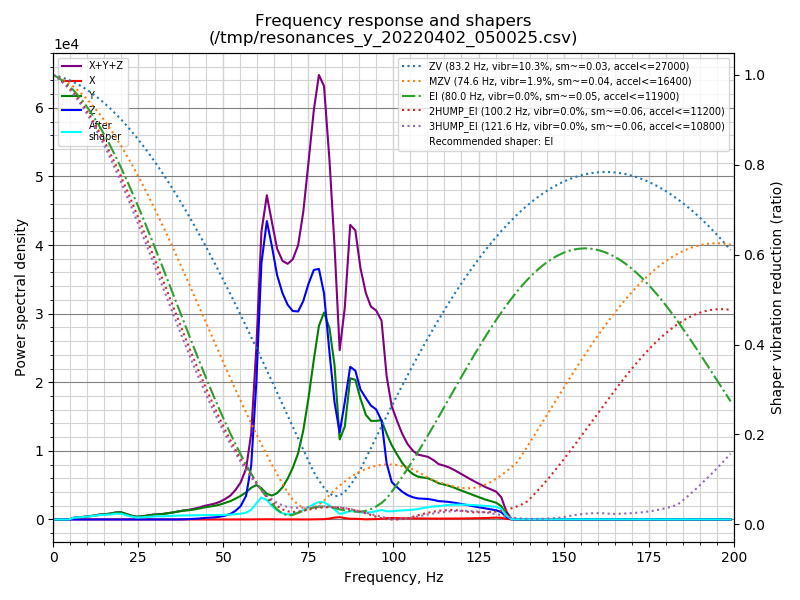 Frequency response and shapers
(/tmp/resonances_y_20220402_050025.csv)
1e4
X+Y+Z
X
Y
Z
After
shaper
ZV (83.2 Hz, vibr=10.3%, sm~=0.03, accel<=27000)
MZV (74.6 Hz, vibr=1.9%, sm~=0.04, accel<=16400)
EI (80.0 Hz, vibr=0.0%, sm~=0.05, accel<=11900)
2HUMP_EI (100.2 Hz, vibr=0.0%, sm~=0.06, accel<=11200)
3HUMP_EI (121.6 Hz, vibr=0.0%, sm~=0.06, accel<=10800)
Recommended shaper: EI
Power spectral density
6
5
4
3
2
1
0
1.0
0.8
0.6
0.4
0.2
0.0
Shaper vibration reduction (ratio)
0 25 50 75 100 125 150 175 200
Frequency, Hz